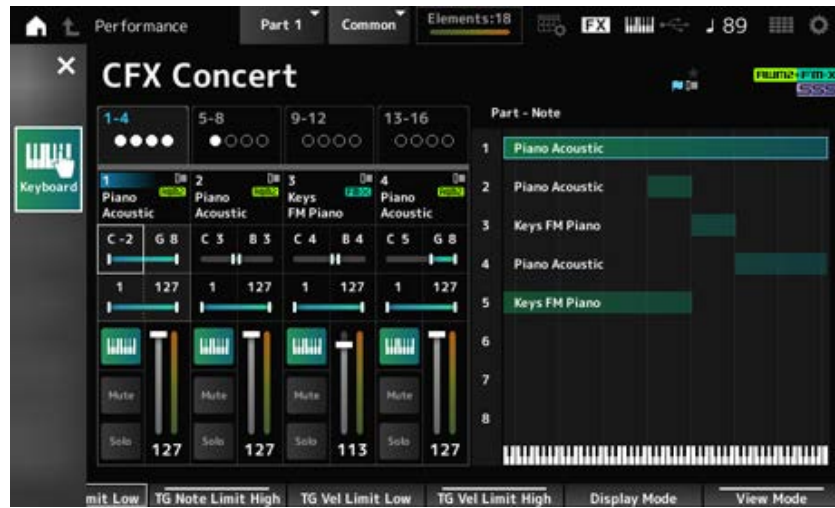 Performance
Part 1
Common
Elements:18
FX
89
CFX Concert
AWM2+FM-X
SSS
Keyboard
1-4
5-8
9-12
13-16
Part - Note
1
Piano
Acoustic
2
Piano
Acoustic
3
Keys
FM Piano
4
Piano
Acoustic
C -2 G 8
C 3 B 3
C 4 B 4
C 5 G 8
1 127
1 127
1 127
1 127
Mute
Mute
Mute
Mute
Solo
Solo
Solo
Solo
127
127
113
127
1 Piano Acoustic
2 Piano Acoustic
3 Keys FM Piano
4 Piano Acoustic
5 Keys FM Piano
6
7
8
mit Low
TG Note Limit High
TG Vel Limit Low
TG Vel Limit High
Display Mode
View Mode